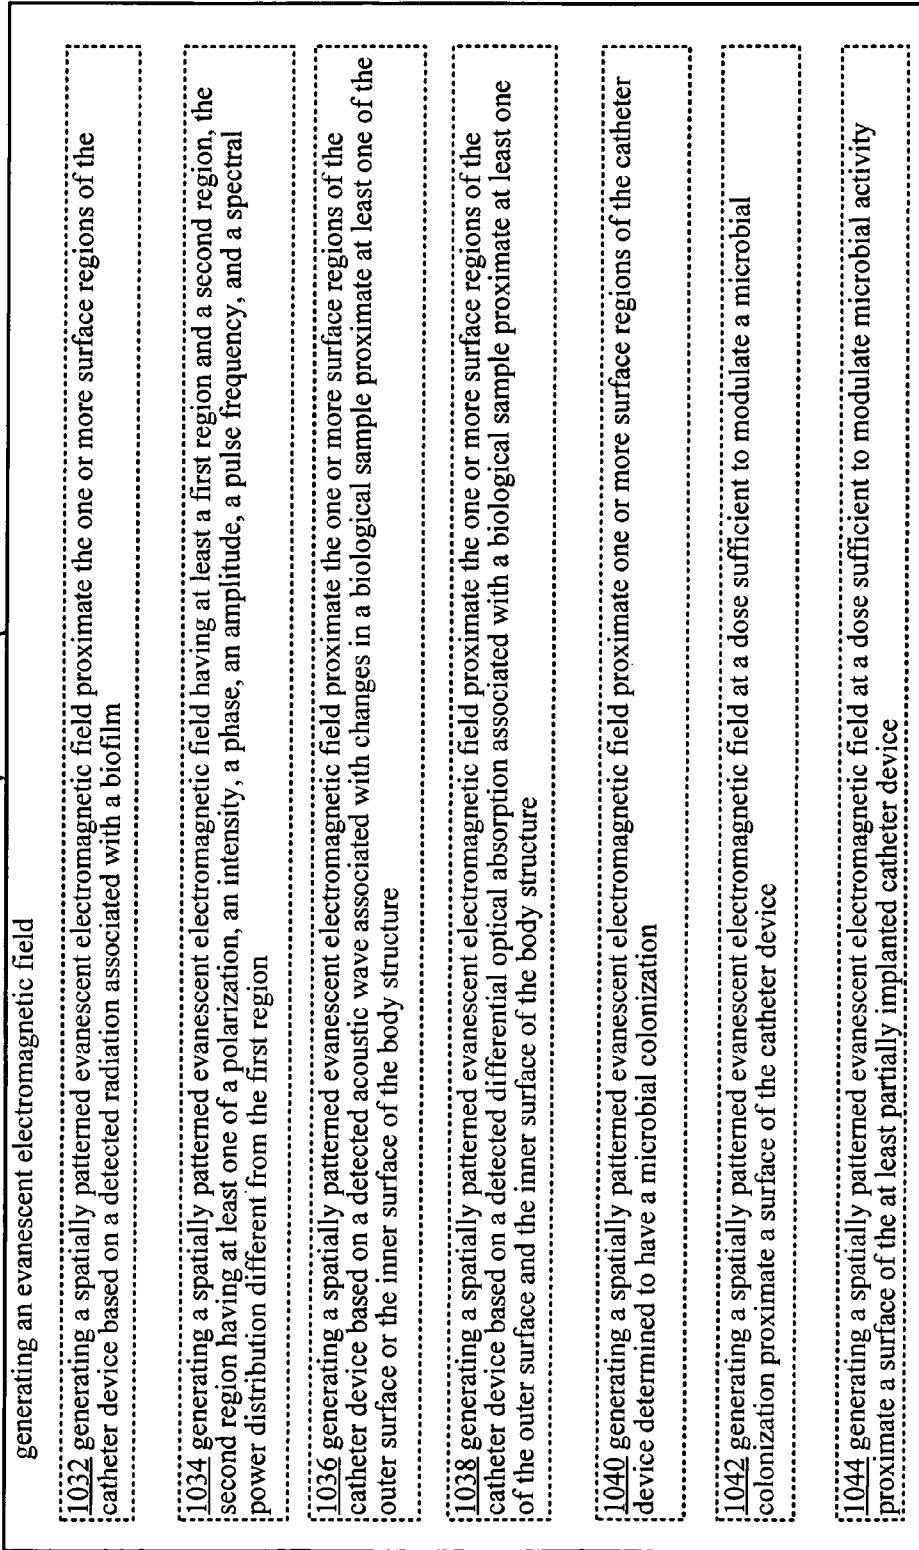 generating an evanescent electromagnetic field
1032 generating a spatially patterned evanescent electromagnetic field proximate the one or more surface regions of the
catheter device based on a detected radiation associated with a biofilm
1034 generating a spatially patterned evanescent electromagnetic field having at least a first region and a second region, the
second region having at least one of a polarization, an intensity, a phase, an amplitude, a pulse frequency, and a spectral
power distribution different from the first region
1036 generating a spatially patterned evanescent electromagnetic field proximate the one or more surface regions of the
catheter device based on a detected acoustic wave associated with changes in a biological sample proximate at least one of the
outer surface or the inner surface of the body structure
1038 generating a spatially patterned evanescent electromagnetic field proximate the one or more surface regions of the
catheter device based on a detected differential optical absorption associated with a biological sample proximate at least one
of the outer surface and the inner surface of the body structure
1040 generating a spatially patterned evanescent electromagnetic field proximate one or more surface regions of the catheter
device determined to have a microbial colonization
1042 generating a spatially patterned evanescent electromagnetic field at a dose sufficient to modulate a microbial
colonization proximate a surface of the catheter device
1044 generating a spatially patterned evanescent electromagnetic field at a dose sufficient to modulate microbial activity
proximate a surface of the at least partially implanted catheter device